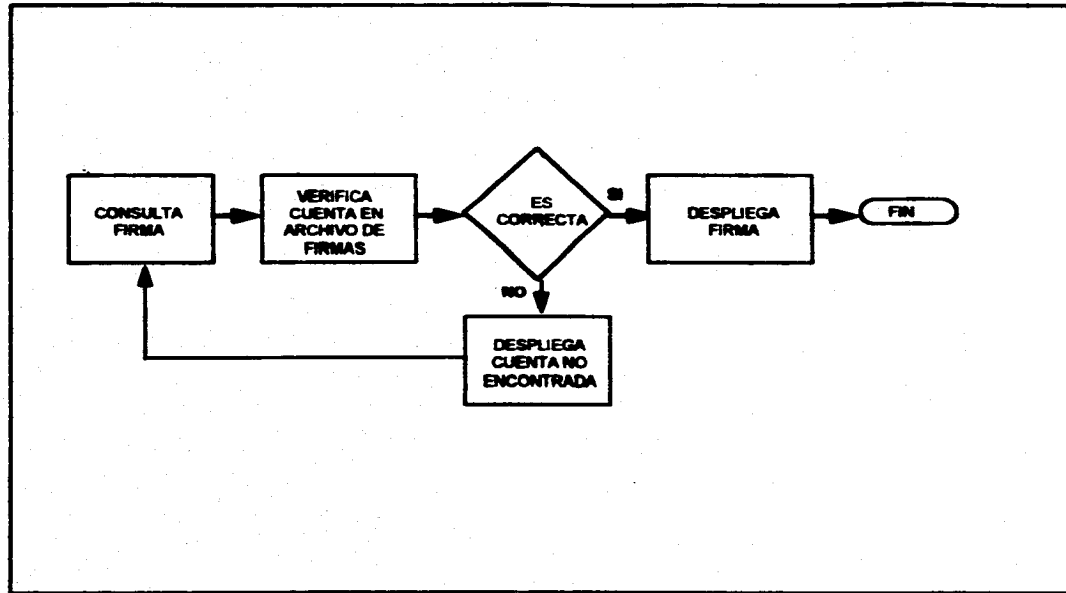 CONSULTA
FIRMA
VERIFICA
CUENTA EN
ARCHIVO DE
FIRMAS
ES
CORRECTA
SI
DESPLIEGA
FIRMA
FIN
NO
DESPLIEGA
CUENTA NO
ENCONTRADA